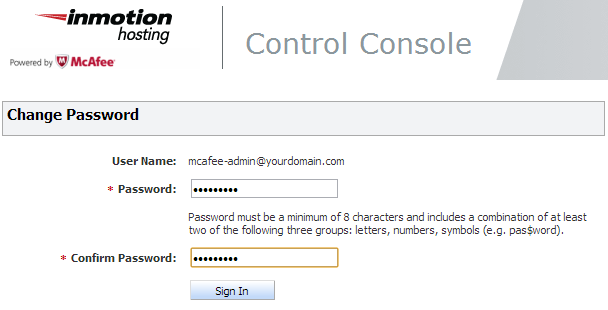 inmotion
hosting
Powered by McAfee
Control Console
Change Password
User Name: mcafee-admin@yourdomain.com
* Password: •••••••••
Password must be a minimum of 8 characters and includes a combination of at least
two of the following three groups: letters, numbers, symbols (e.g. pas$word).
* Confirm Password: •••••••••
Sign In